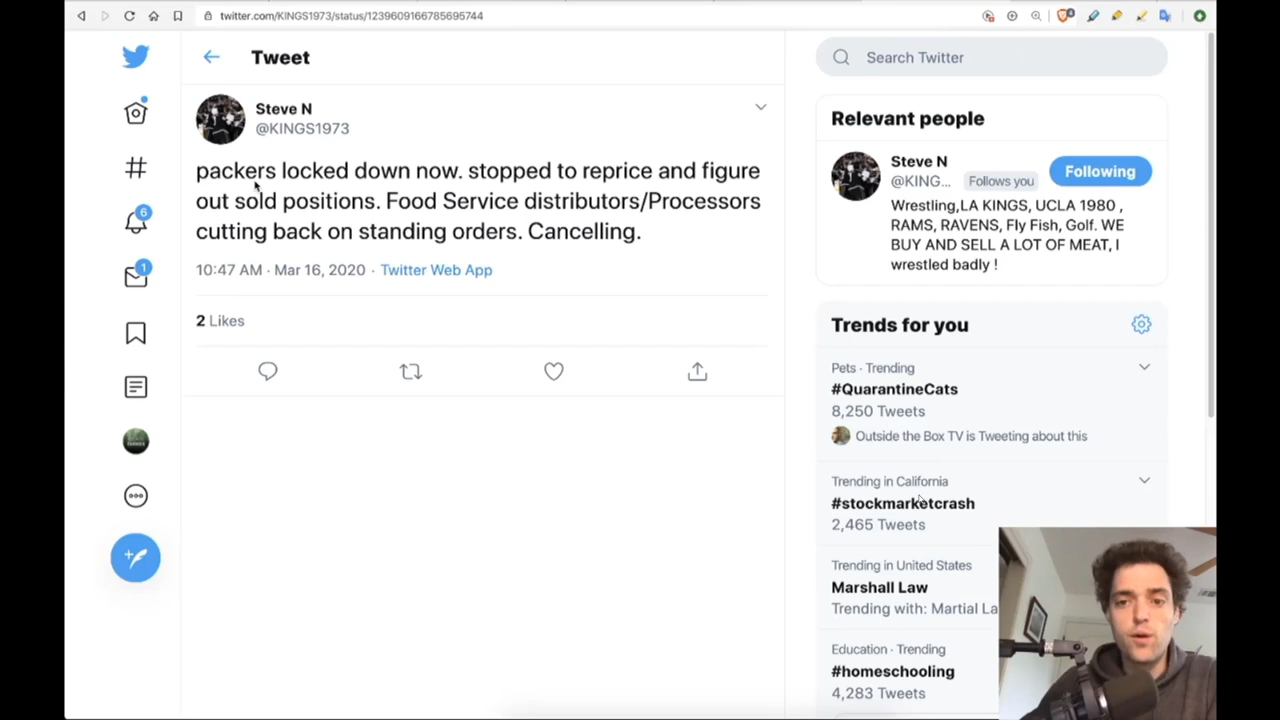 twitter.com/KINGS1973/status/1239609166785695744
Tweet
Steve N
@KINGS1973
packers locked down now. stopped to reprice and figure
out sold positions. Food Service distributors/Processors
cutting back on standing orders. Cancelling.
10:47 AM · Mar 16, 2020 · Twitter Web App
2 Likes
6
1
Search Twitter
Relevant people
Steve N
@KING... Follows you
Following
Wrestling,LA KINGS, UCLA 1980 ,
RAMS, RAVENS, Fly Fish, Golf. WE
BUY AND SELL A LOT OF MEAT, I
wrestled badly !
Trends for you
Pets · Trending
#QuarantineCats
8,250 Tweets
Outside the Box TV is Tweeting about this
Trending in California
#stockmarketcrash
2,465 Tweets
Trending in United States
Marshall Law
Trending with: Martial La
Education · Trending
#homeschooling
4,283 Tweets